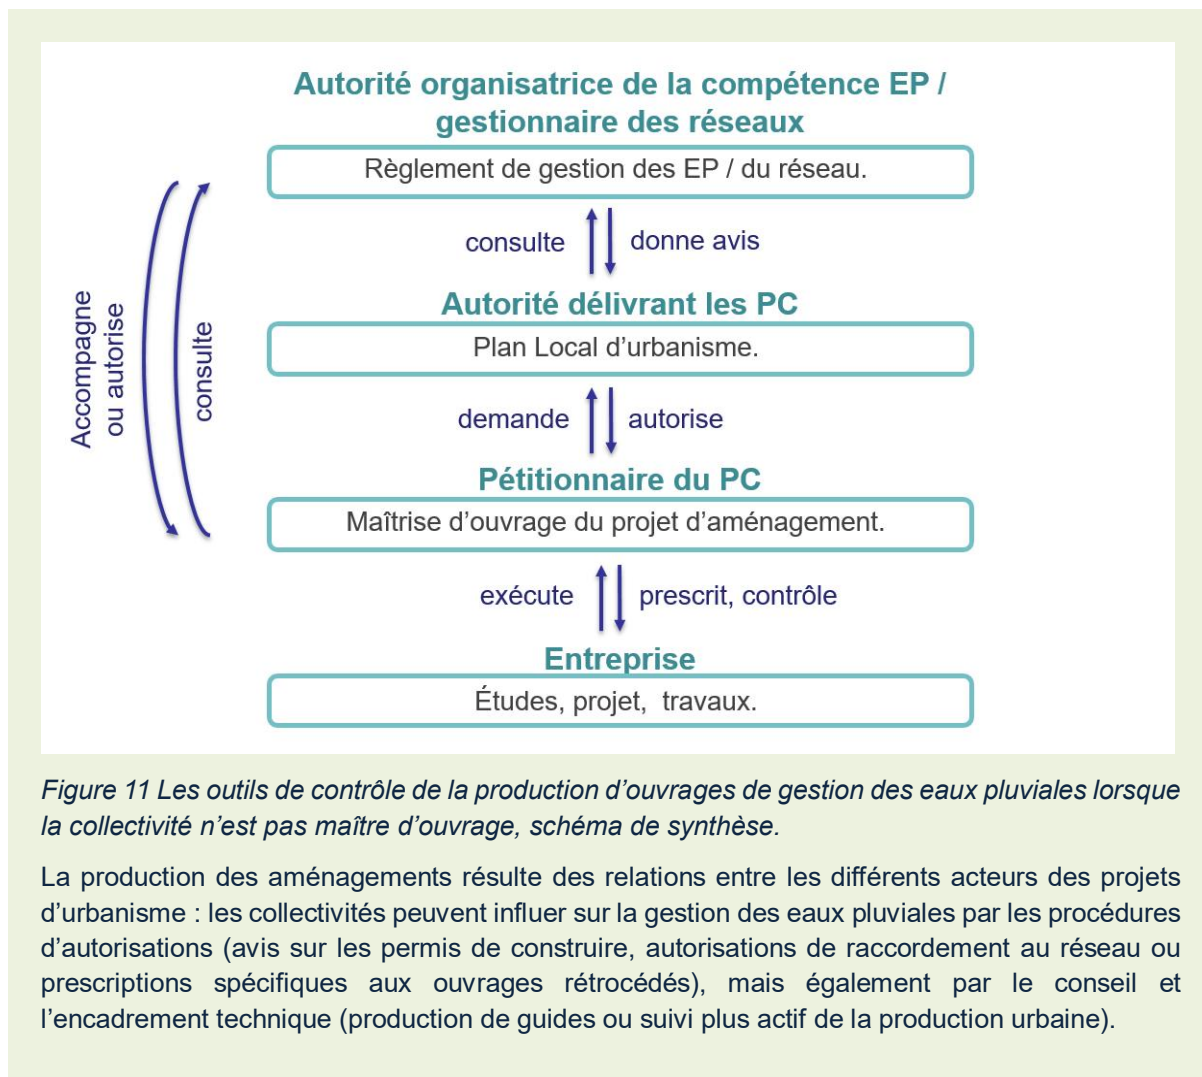 Autorité organisatrice de la compétence EP /
gestionnaire des réseaux
Règlement de gestion des EP / du réseau.
consulte
donne avis
Autorité délivrant les PC
Plan Local d’urbanisme.
Accompagne
ou autorise
consulte
demande
autorise
Pétitionnaire du PC
Maîtrise d’ouvrage du projet d’aménagement.
exécute
prescrit, contrôle
Entreprise
Études, projet, travaux.
Figure 11 Les outils de contrôle de la production d’ouvrages de gestion des eaux pluviales lorsque
la collectivité n’est pas maître d’ouvrage, schéma de synthèse.
La production des aménagements résulte des relations entre les différents acteurs des projets
d’urbanisme : les collectivités peuvent influer sur la gestion des eaux pluviales par les procédures
d’autorisations (avis sur les permis de construire, autorisations de raccordement au réseau ou
prescriptions spécifiques aux ouvrages rétrocédés), mais également par le conseil et
l’encadrement technique (production de guides ou suivi plus actif de la production urbaine).